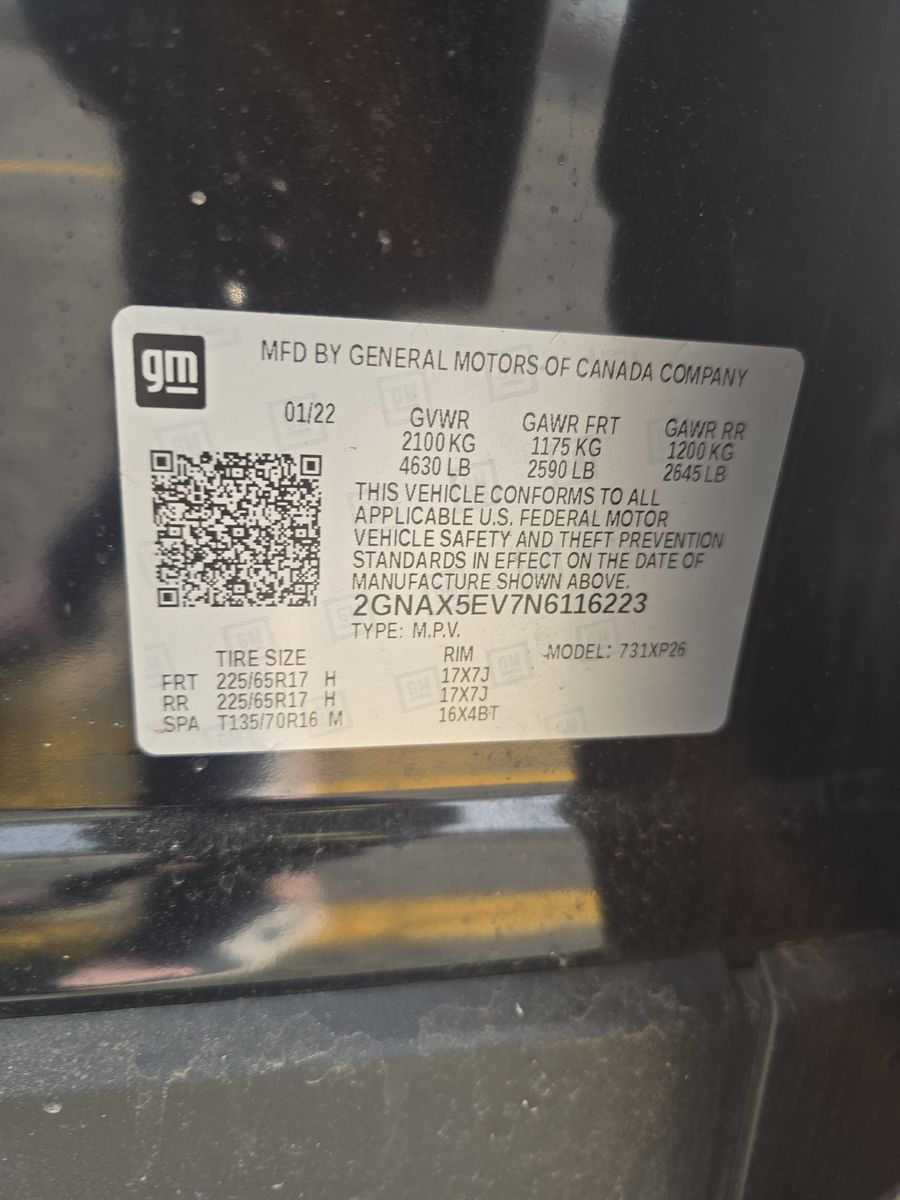 gm
MFD BY GENERAL MOTORS OF CANADA COMPANY
01/22
GVWR GAWR FRT GAWR RR
2100 KG 1175 KG 1200 KG
4630 LB 2590 LB 2645 LB
THIS VEHICLE CONFORMS TO ALL
APPLICABLE U.S. FEDERAL MOTOR
VEHICLE SAFETY AND THEFT PREVENTION
STANDARDS IN EFFECT ON THE DATE OF
MANUFACTURE SHOWN ABOVE.
2GNAX5EV7N6116223
TYPE: M.P.V.
TIRE SIZE RIM MODEL: 731XP26
FRT 225/65R17 H 17X7J
RR 225/65R17 H 17X7J
SPA T135/70R16 M 16X4BT